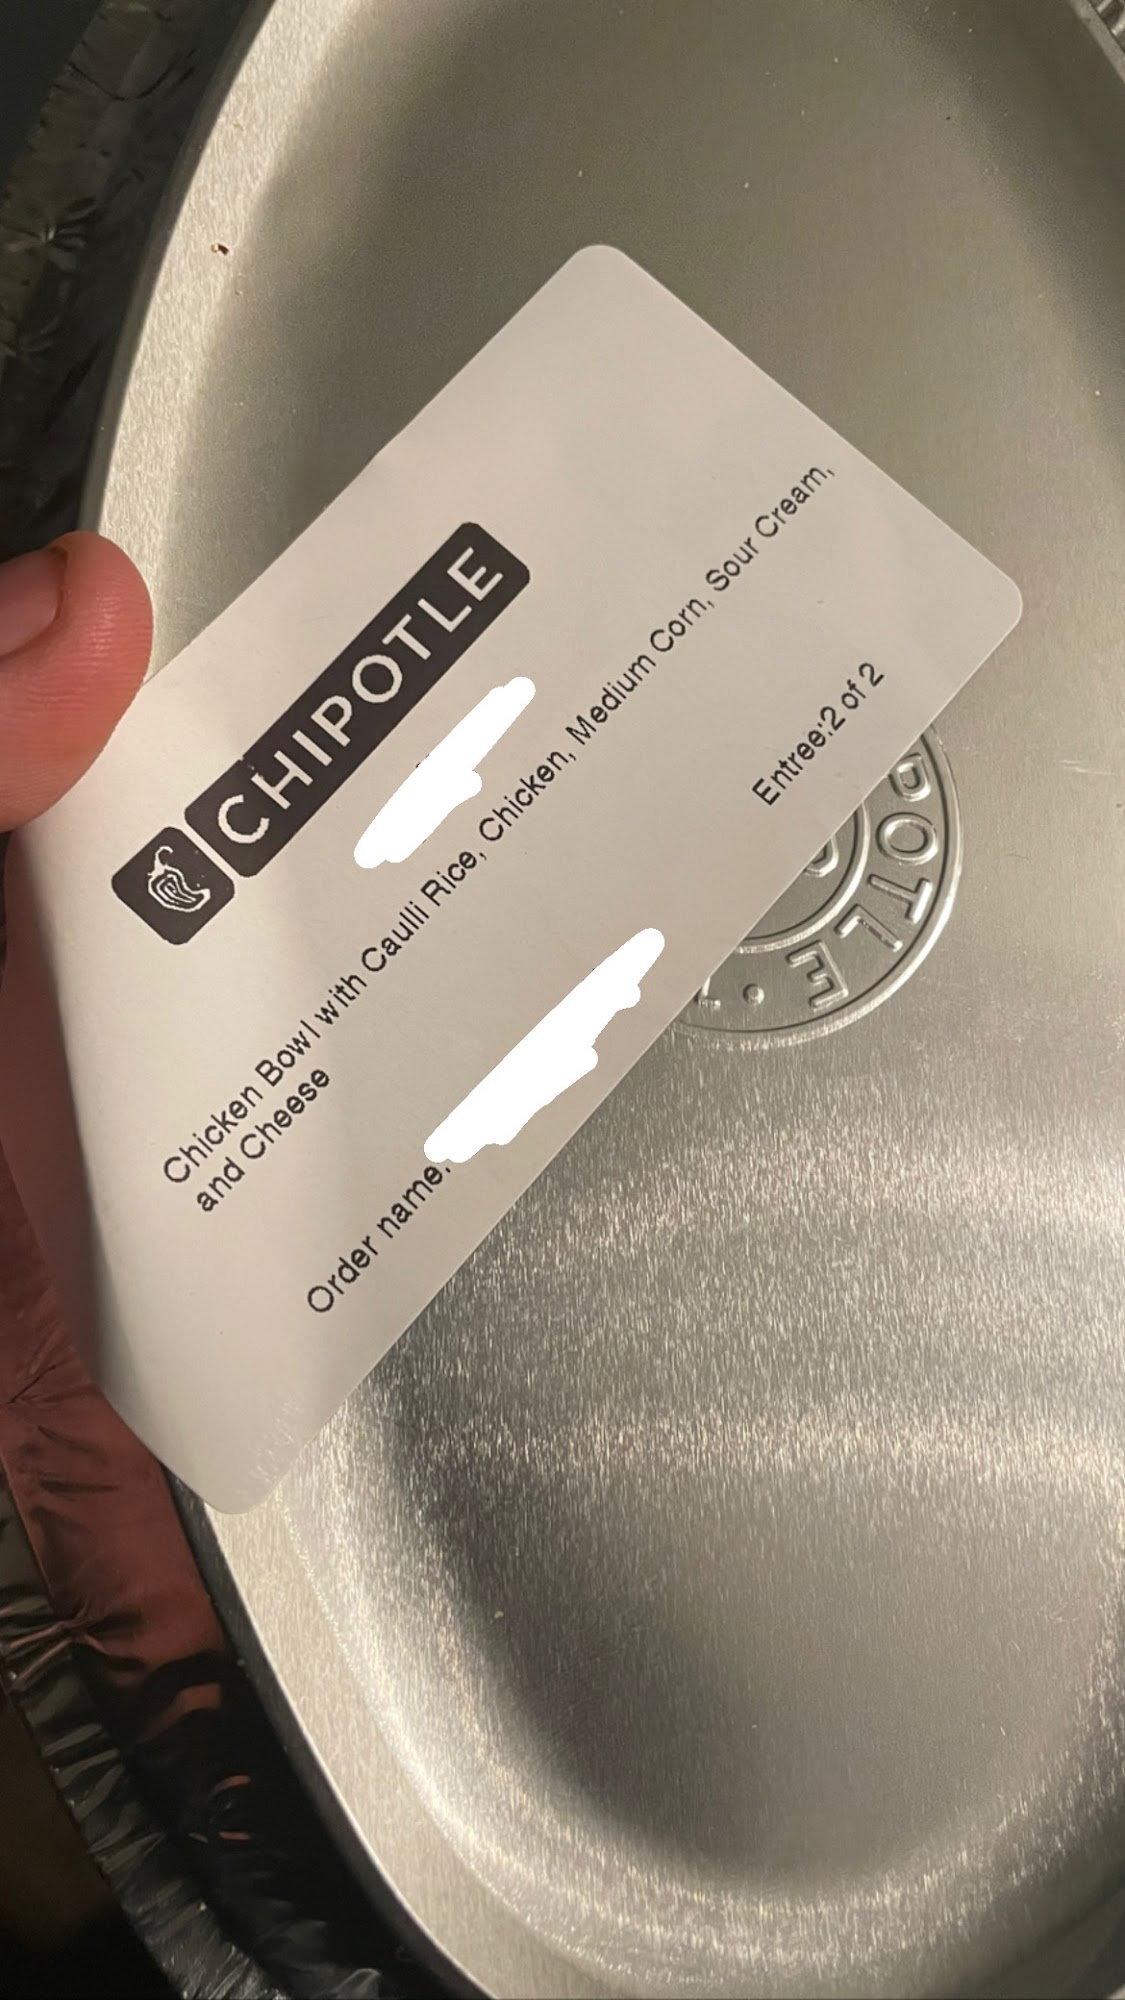 CHIPOTLE
Chicken Bowl with Caulli Rice, Chicken, Medium Corn, Sour Cream,
and Cheese
Entree:2 of 2
Order name:
POTLE •